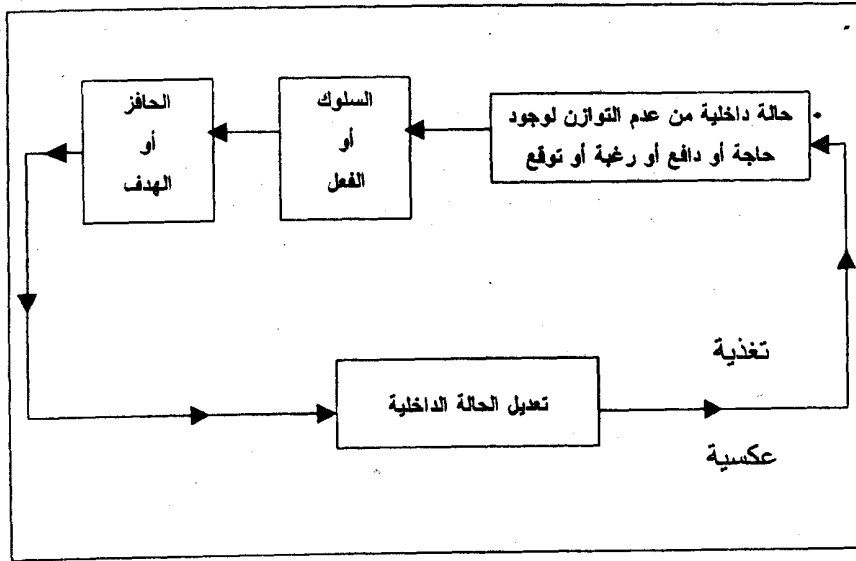 حالة داخلية من عدم التوازن لوجود
حاجة أو دافع أو رغبة أو توقع
السلوك
أو
الفعل
الحافز
أو
الهدف
تعديل الحالة الداخلية
تغذية
عكسية